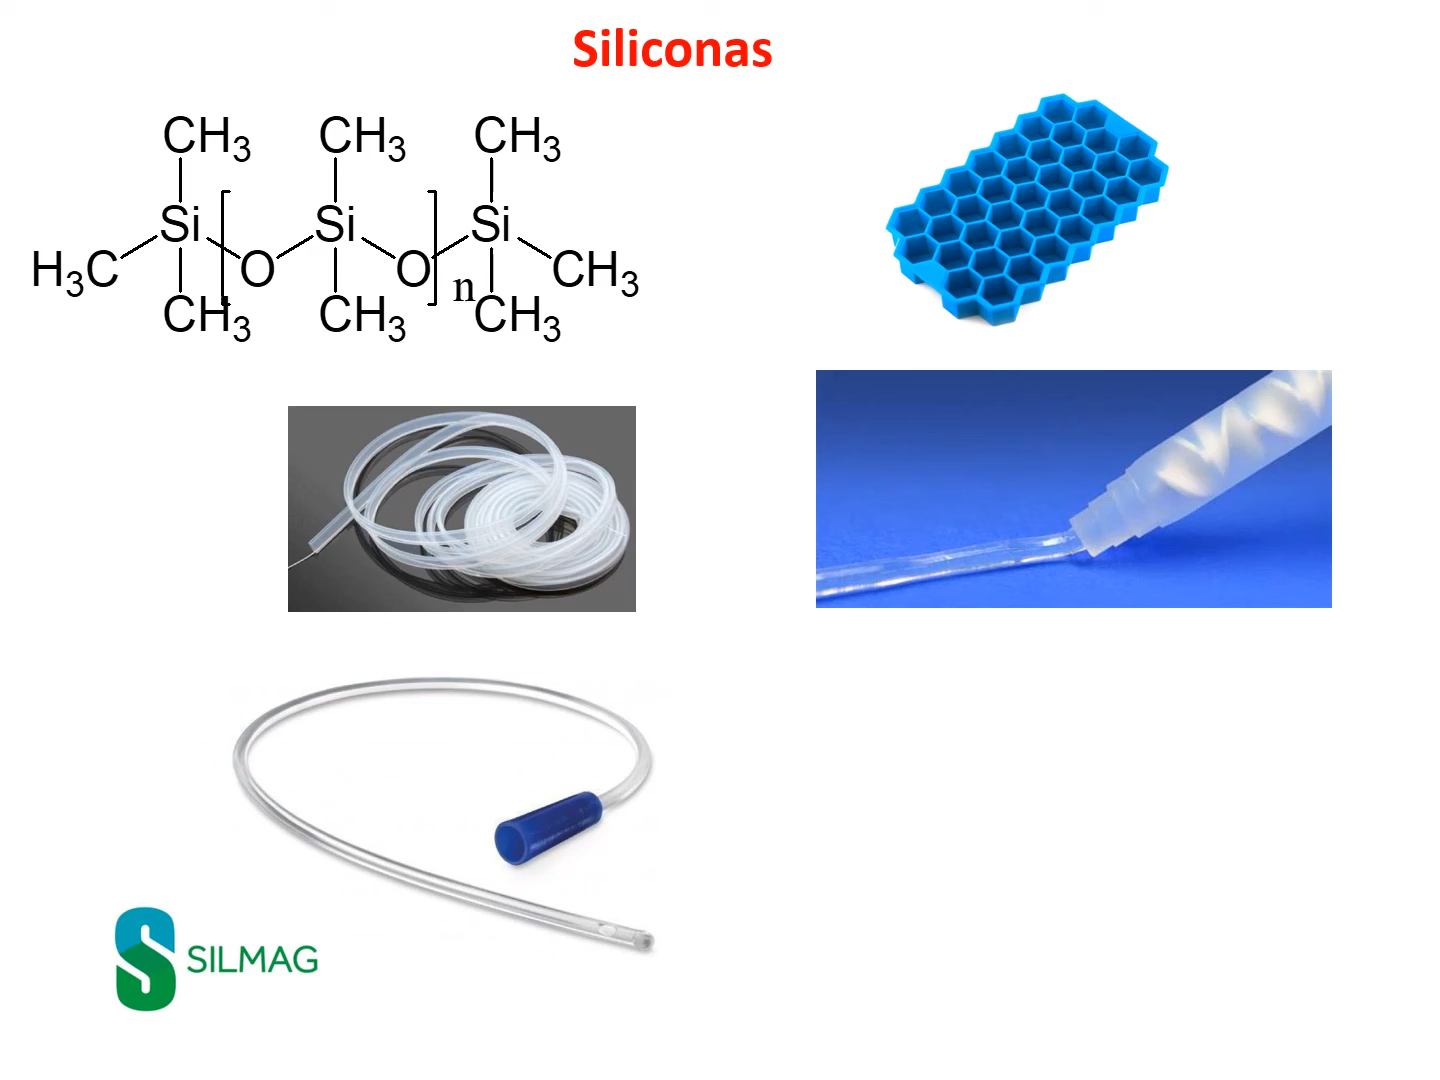 Siliconas
CH3 CH3 CH3
Si Si Si
H3C O O CH3
n
CH3 CH3 CH3
SILMAG